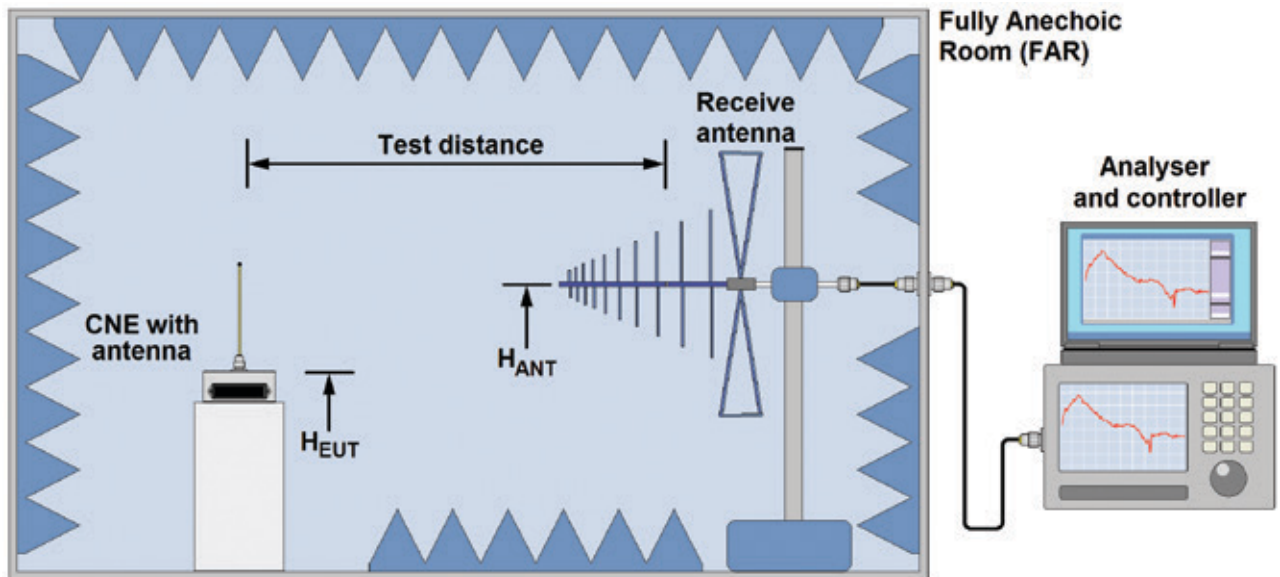 Fully Anechoic
Room (FAR)
Receive
antenna
Test distance
Analyser
and controller
CNE with
antenna
HANT
HEUT